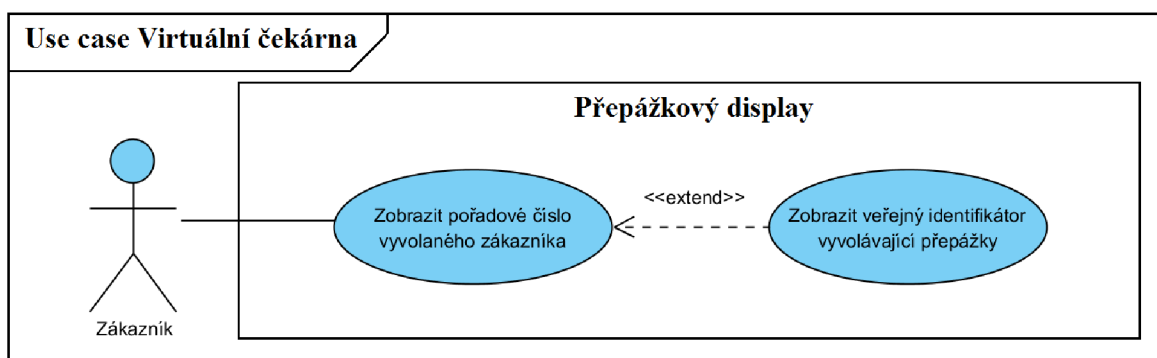 Use case Virtuální čekárna
Přepážkový display
Zobrazit pořadové číslo
vyvolaného zákazníka
<<extend>>
Zobrazit veřejný identifikátor
vyvolávající přepážky
Zákazník